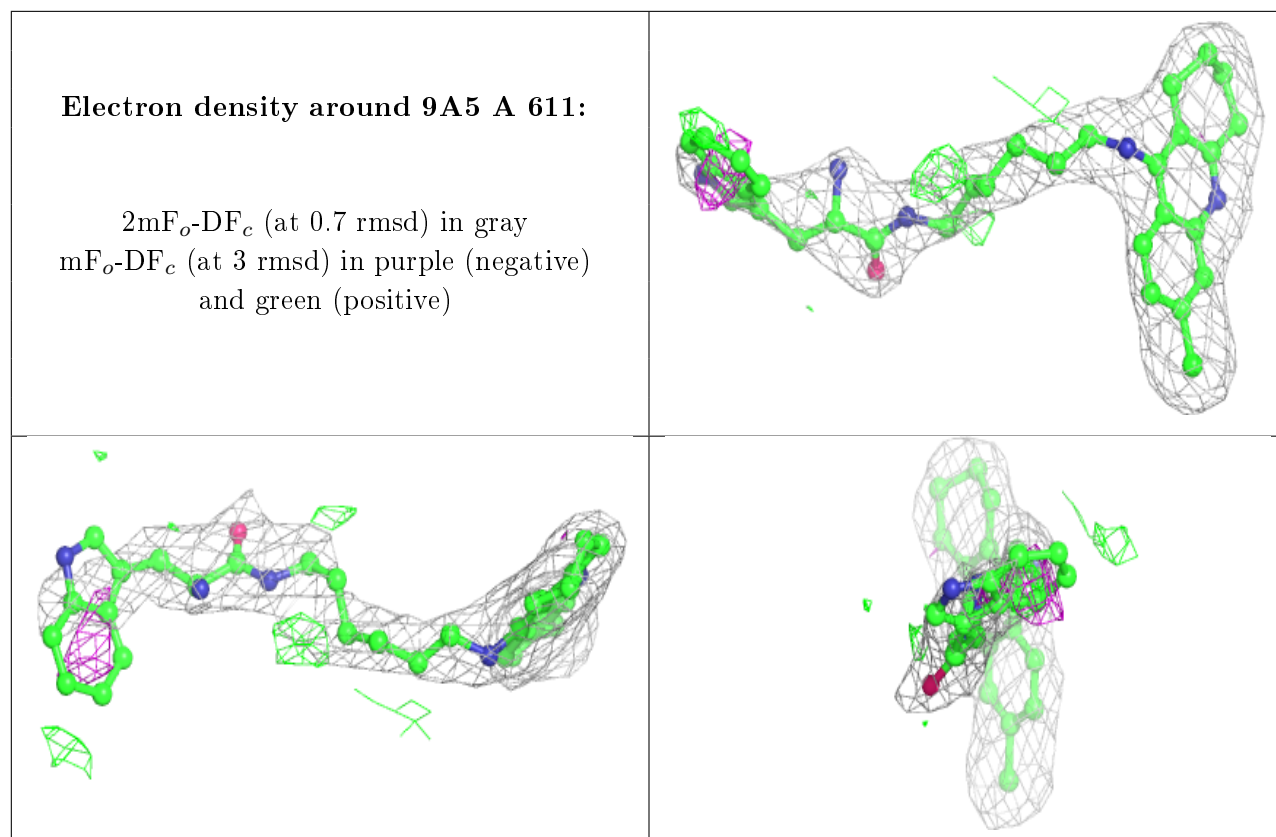 Electron density around 9A5 A 611:
2mFo-DFc (at 0.7 rmsd) in gray
mFo-DFc (at 3 rmsd) in purple (negative)
and green (positive)